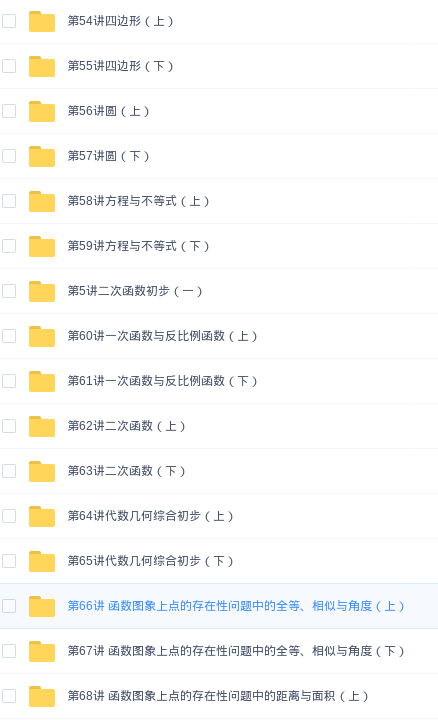 第54讲四边形（上）
第55讲四边形（下）
第56讲圆（上）
第57讲圆（下）
第58讲方程与不等式（上）
第59讲方程与不等式（下）
第5讲二次函数初步（一）
第60讲一次函数与反比例函数（上）
第61讲一次函数与反比例函数（下）
第62讲二次函数（上）
第63讲二次函数（下）
第64讲代数几何综合初步（上）
第65讲代数几何综合初步（下）
第66讲 函数图象上点的存在性问题中的全等、相似与角度（上）
第67讲 函数图象上点的存在性问题中的全等、相似与角度（下）
第68讲 函数图象上点的存在性问题中的距离与面积（上）